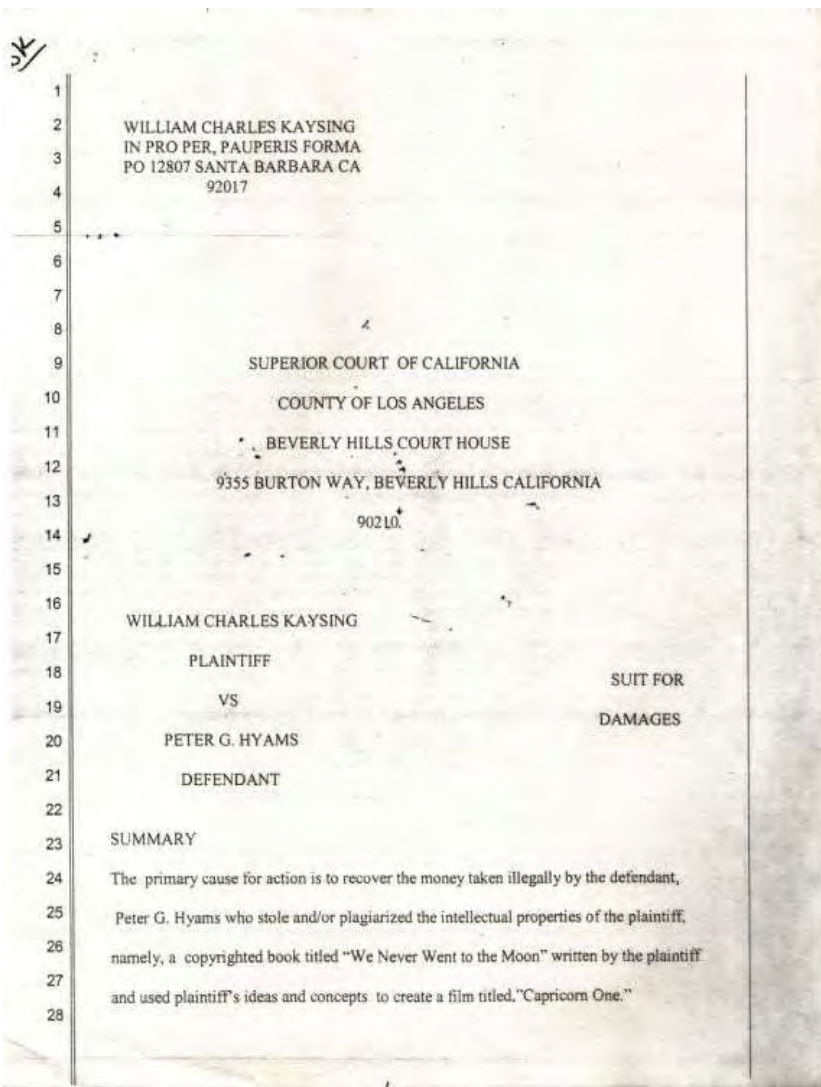 1
2 WILLIAM CHARLES KAYSING
IN PRO PER, PAUPERIS FORMA
3 PO 12807 SANTA BARBARA CA
4 92017
5
6
7
8
9 SUPERIOR COURT OF CALIFORNIA
10 COUNTY OF LOS ANGELES
11 BEVERLY HILLS COURT HOUSE
12 9355 BURTON WAY, BEVERLY HILLS CALIFORNIA
13
14 90210.
15
16
WILLIAM CHARLES KAYSING
17
18 PLAINTIFF SUIT FOR
19 VS DAMAGES
20 PETER G. HYAMS
21 DEFENDANT
22
23 SUMMARY
24 The primary cause for action is to recover the money taken illegally by the defendant,
25 Peter G. Hyams who stole and/or plagiarized the intellectual properties of the plaintiff,
26 namely, a copyrighted book titled “We Never Went to the Moon” written by the plaintiff
27 and used plaintiff's ideas and concepts to create a film titled,”Capricorn One.”
28